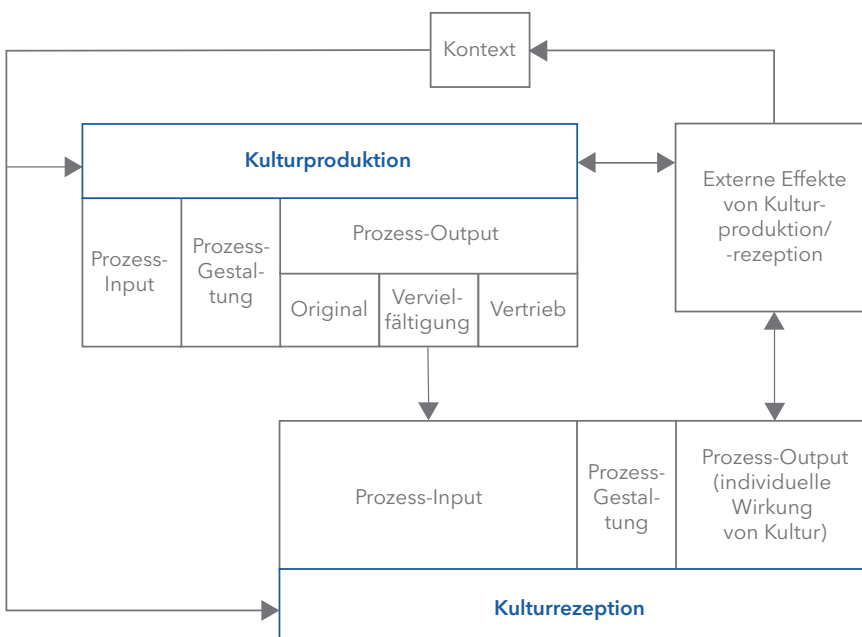 Kontext
Kulturproduktion
Externe Effekte
von Kultur-
produktion/
-rezeption
Prozess-
Input
Prozess-
Gestal-
tung
Prozess-Output
Original
Verviel-
fältigung
Vertrieb
Prozess-Input
Prozess-
Gestal-
tung
Prozess-Output
(individuelle
Wirkung
von Kultur)
Kulturrezeption